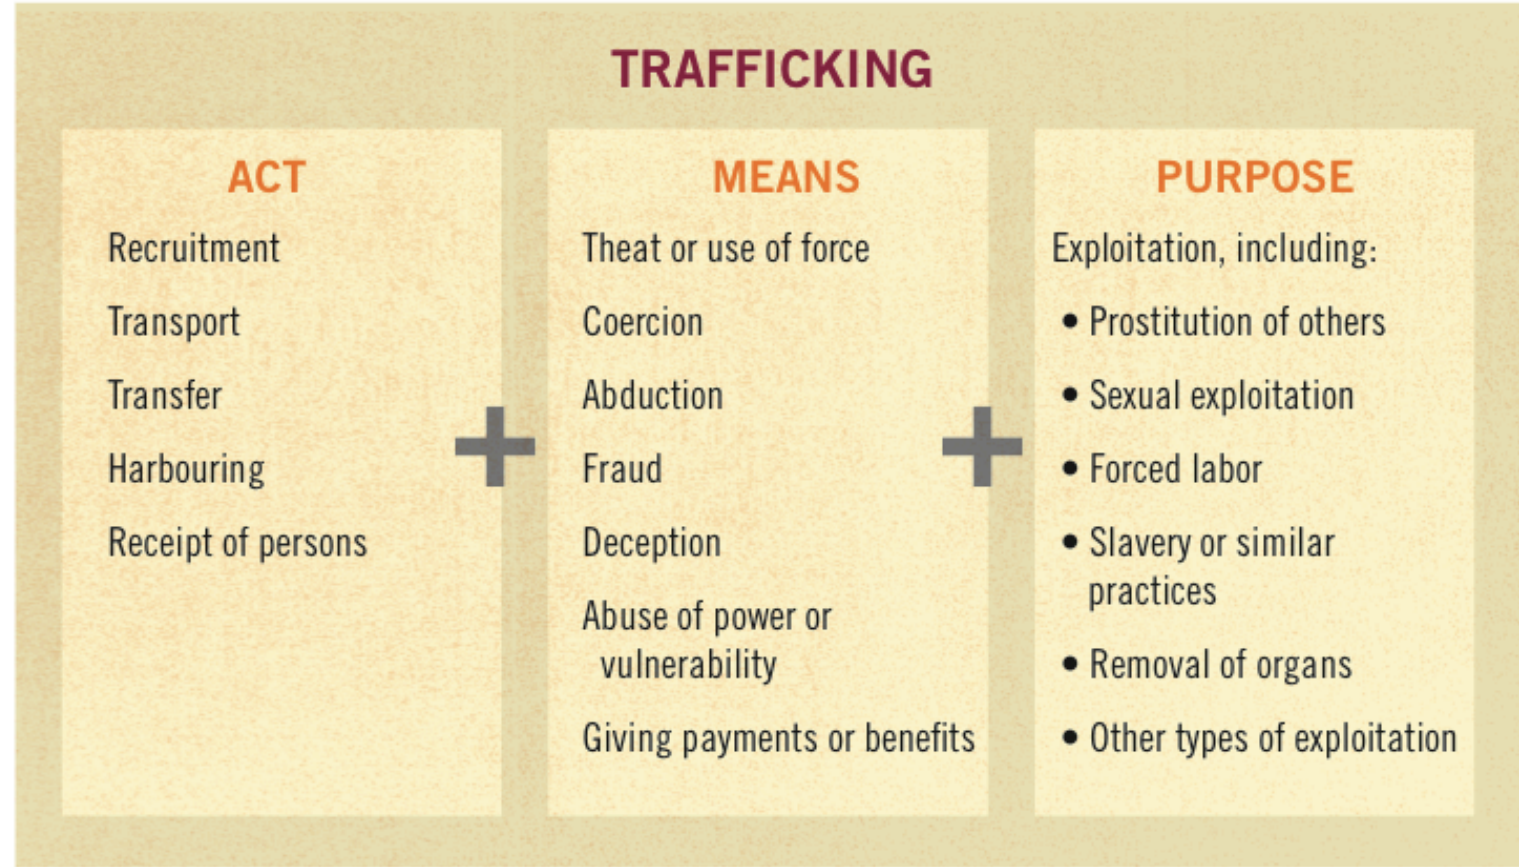 TRAFFICKING
ACT
Recruitment
Transport
Transfer
Harbouring
Receipt of persons
+
MEANS
Theat or use of force
Coercion
Abduction
Fraud
Deception
Abuse of power or
vulnerability
Giving payments or benefits
+
PURPOSE
Exploitation, including:
• Prostitution of others
• Sexual exploitation
• Forced labor
• Slavery or similar
practices
• Removal of organs
• Other types of exploitation